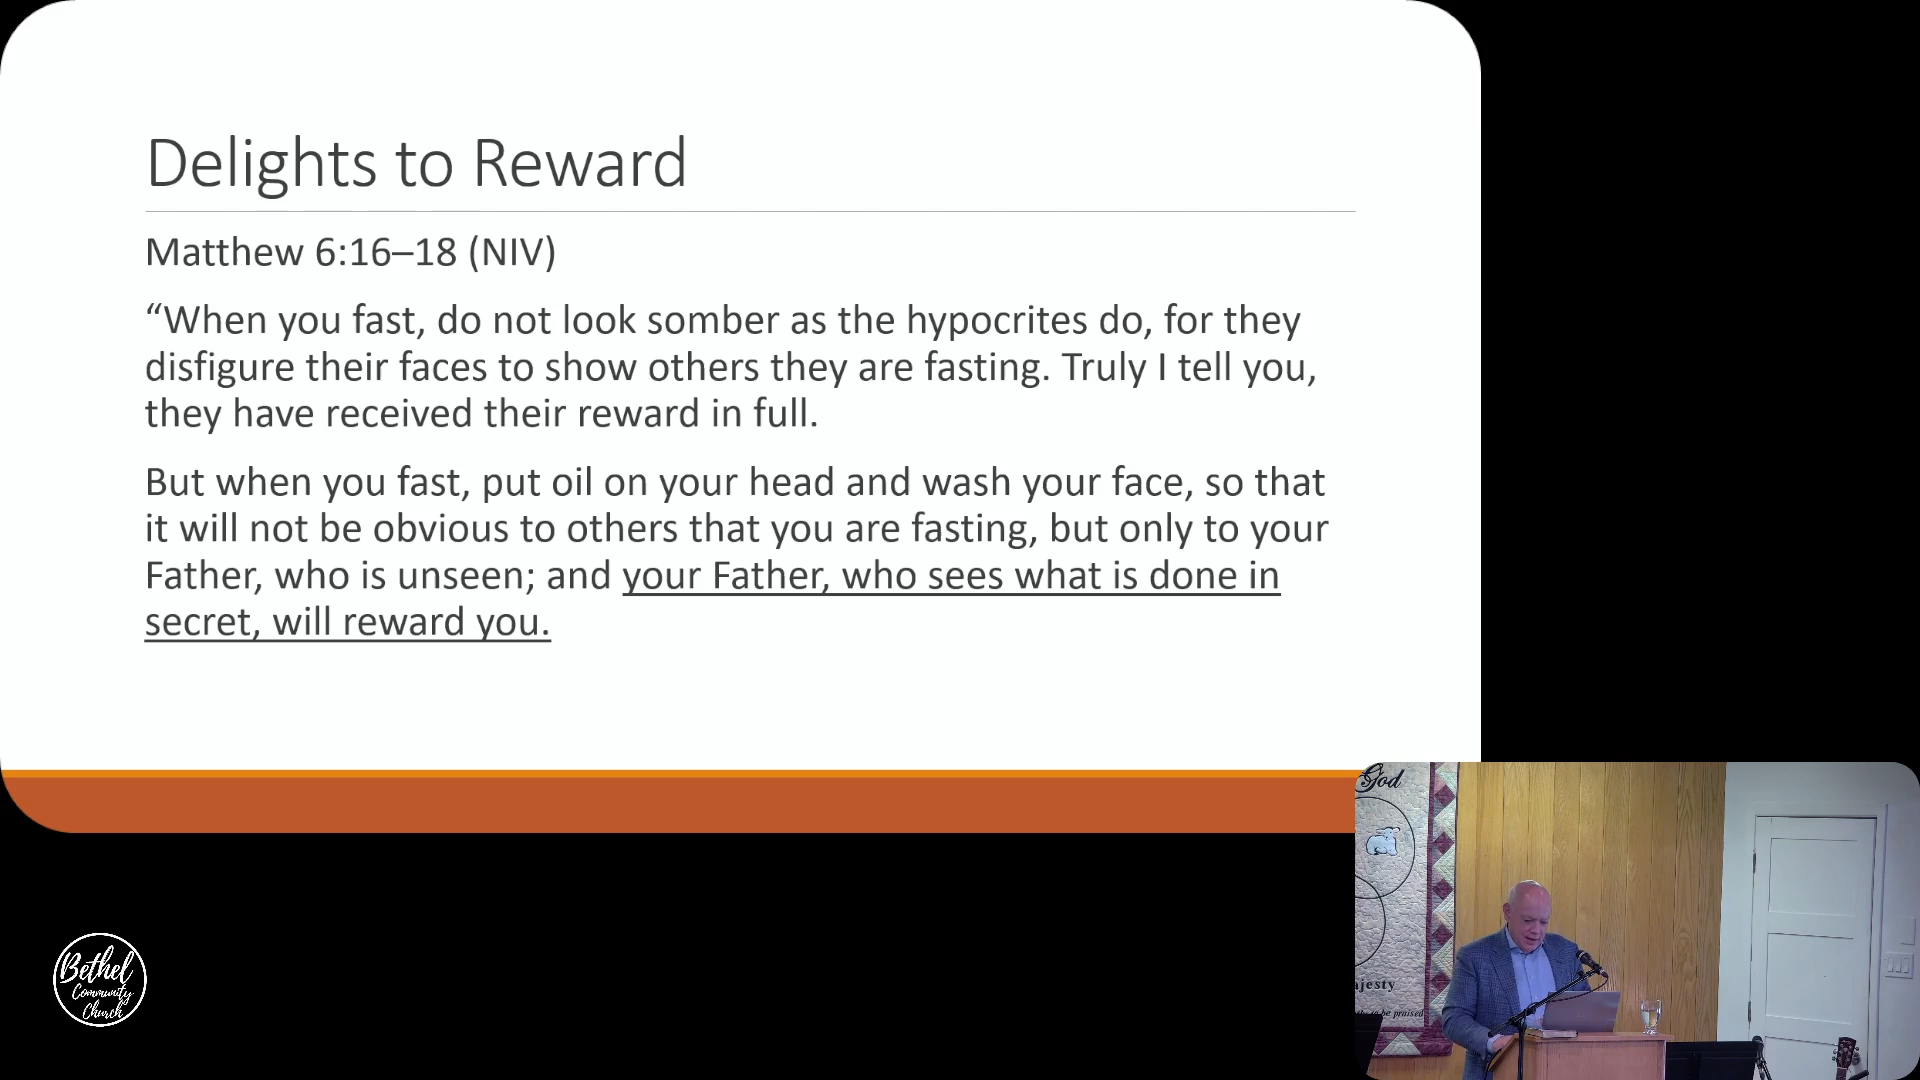 Delights to Reward
Matthew 6:16–18 (NIV)
“When you fast, do not look somber as the hypocrites do, for they
disfigure their faces to show others they are fasting. Truly I tell you,
they have received their reward in full.
But when you fast, put oil on your head and wash your face, so that
it will not be obvious to others that you are fasting, but only to your
Father, who is unseen; and your Father, who sees what is done in
secret, will reward you.
God
ajesty
to be praised
Bethel
Community
Church